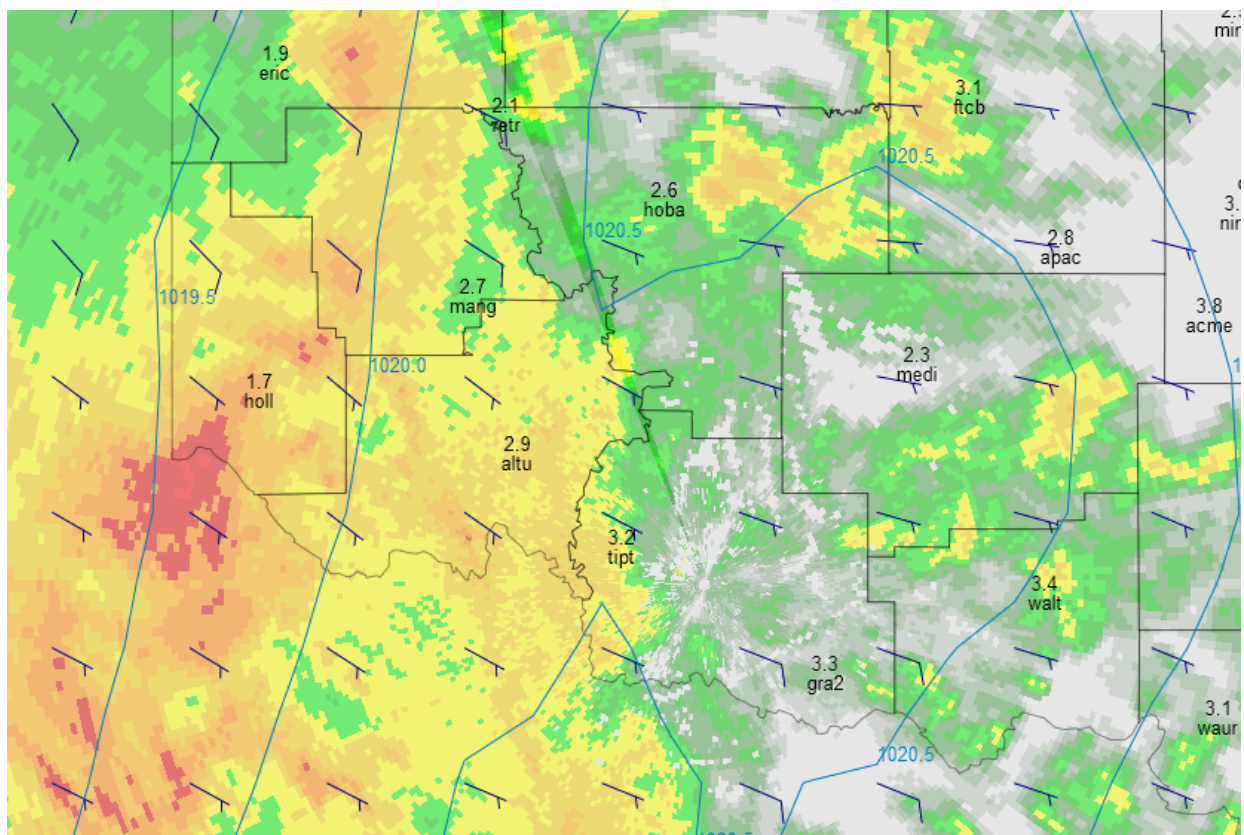 1.9
eric
2.1
retr
3.1
ftcb
1020.5
2.6
hoba
1020.5
2.8
apac
2.7
mang
1019.5
3.8
acme
1020.0
2.3
medi
1.7
holl
2.9
altu
3.2
tipt
3.4
walt
3.3
gra2
3.1
waur
1020.5